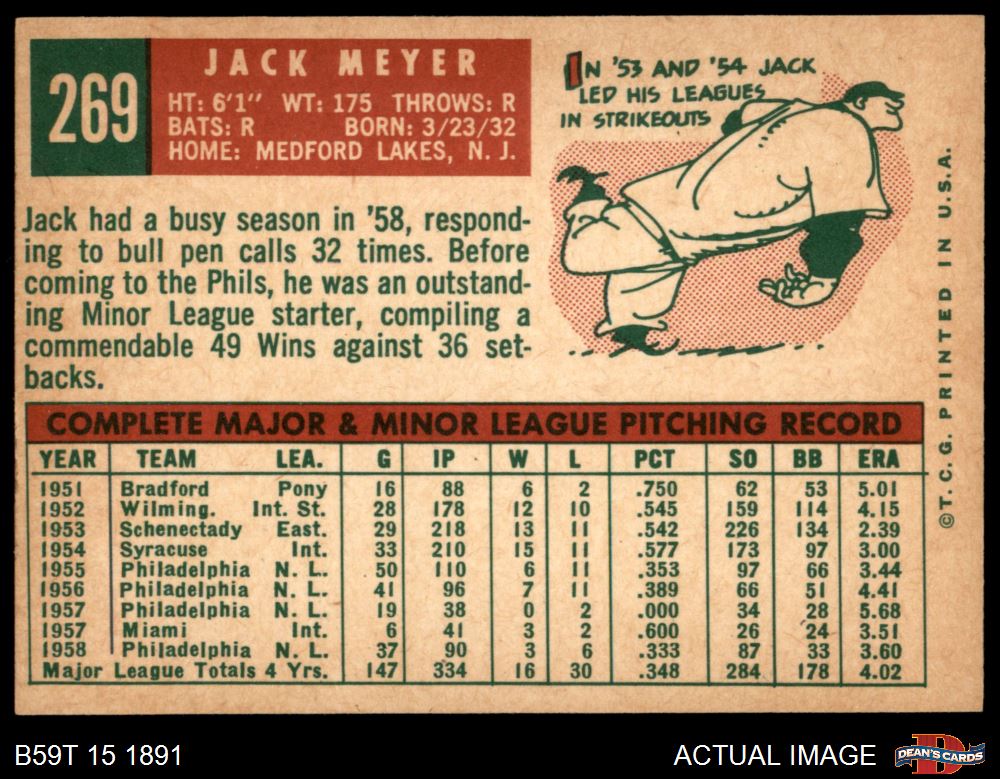 269
JACK MEYER
HT: 6'1" WT: 175 THROWS: R
BATS: R BORN: 3/23/32
HOME: MEDFORD LAKES, N. J.
IN '53 AND '54 JACK
LED HIS LEAGUES
IN STRIKEOUTS
Jack had a busy season in '58, respond-
ing to bull pen calls 32 times. Before
coming to the Phils, he was an outstand-
ing Minor League starter, compiling a
commendable 49 Wins against 36 set-
backs.
COMPLETE MAJOR & MINOR LEAGUE PITCHING RECORD
YEAR TEAM LEA. G IP W L PCT SO BB ERA
1951 Bradford Pony 16 88 6 2 .750 62 53 5.01
1952 Wilming. Int. St. 28 178 12 10 .545 159 114 4.15
1953 Schenectady East. 29 218 13 11 .542 226 134 2.39
1954 Syracuse Int. 33 210 15 11 .577 173 97 3.00
1955 Philadelphia N. L. 50 110 6 11 .353 97 66 3.44
1956 Philadelphia N. L. 41 96 7 11 .389 66 51 4.41
1957 Philadelphia N. L. 19 38 0 2 .000 34 28 5.68
1957 Miami Int. 6 41 3 2 .600 26 24 3.51
1958 Philadelphia N. L. 37 90 3 6 .333 87 33 3.60
Major League Totals 4 Yrs. 147 334 16 30 .348 284 178 4.02
©T. C. G. PRINTED IN U.S.A.
B59T 15 1891
ACTUAL IMAGE
DEAN'S CARDS